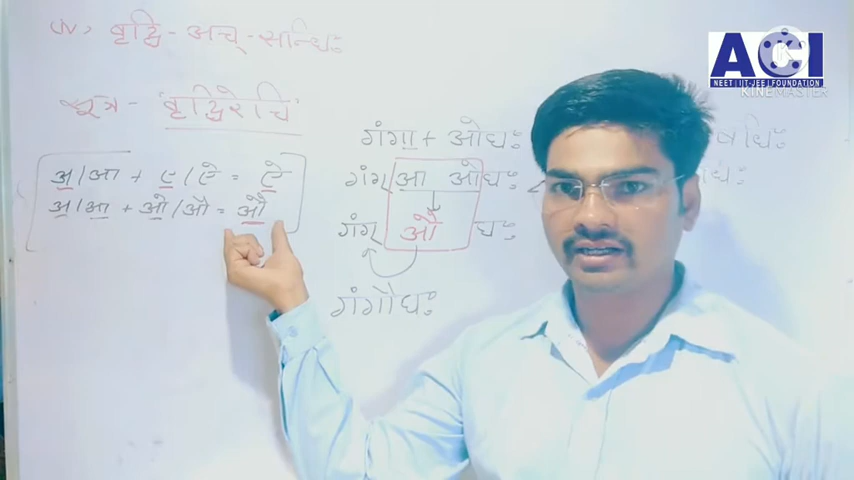 IV, वृद्धि - अच् - सन्धिः
सूत्र - "वृद्धिरेचि"
अ/आ + ए/ऐ = ऐ
अ/आ + ओ/औ = औ
गंगा + ओघः
गंग् आ ओघः
गंग् औ घः
गंगौघः
ACI
NEET | IIT-JEE | FOUNDATION
KINEMASTER